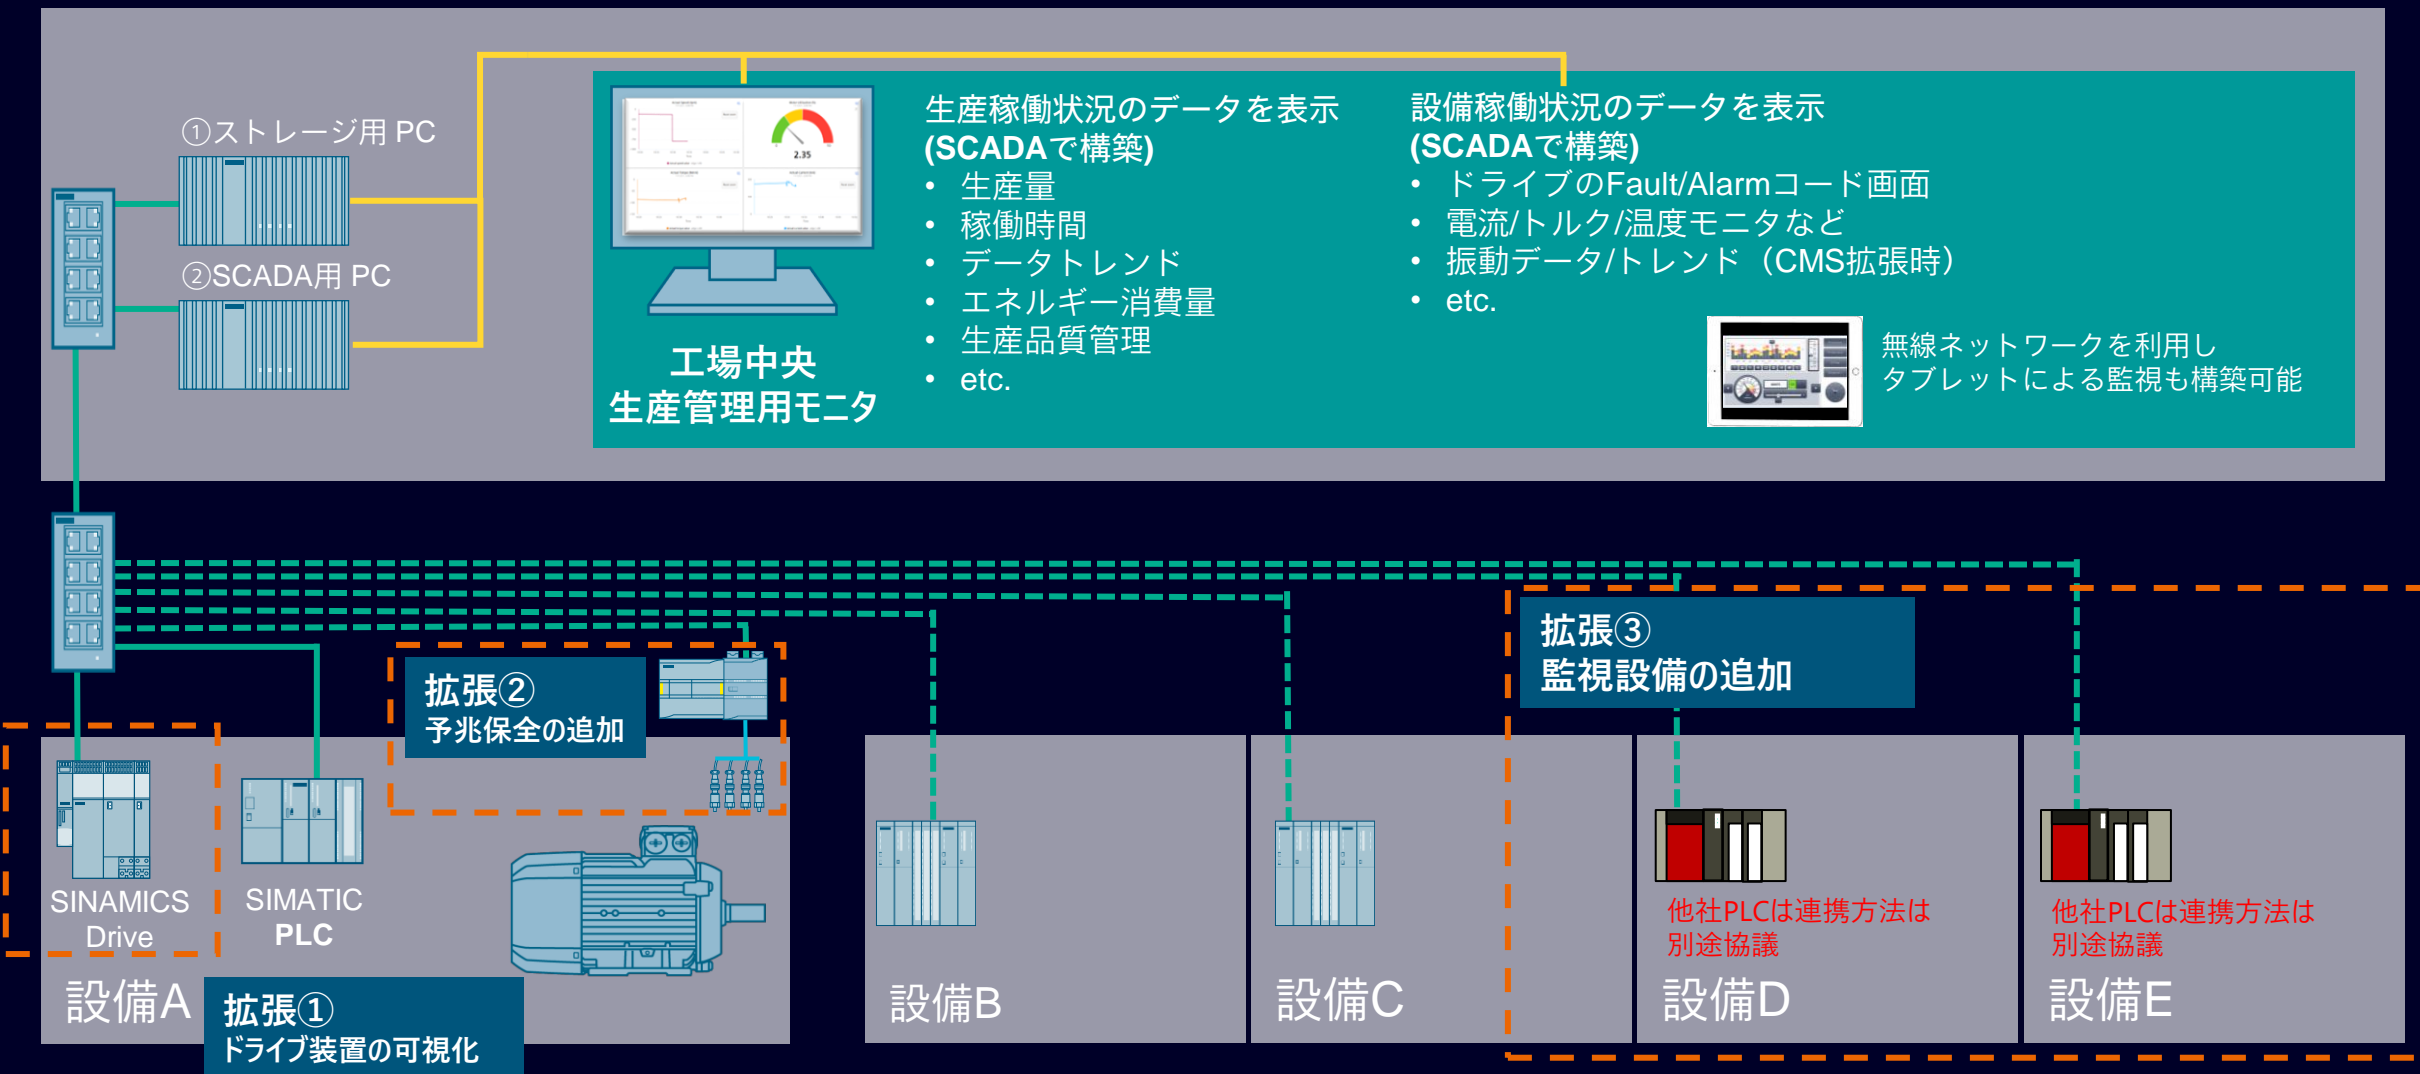 ①ストレージ用 PC
②SCADA用 PC
2.35
工場中央
生産管理用モニタ
生産稼働状況のデータを表示
(SCADAで構築)
• 生産量
• 稼働時間
• データトレンド
• エネルギー消費量
• 生産品質管理
• etc.
設備稼働状況のデータを表示
(SCADAで構築)
• ドライブのFault/Alarmコード画面
• 電流/トルク/温度モニタなど
• 振動データ/トレンド（CMS拡張時）
• etc.
無線ネットワークを利用し
タブレットによる監視も構築可能
拡張②
予兆保全の追加
拡張③
監視設備の追加
SINAMICS
Drive
SIMATIC
PLC
設備A
拡張①
ドライブ装置の可視化
設備B
設備C
他社PLCは連携方法は
別途協議
設備D
他社PLCは連携方法は
別途協議
設備E